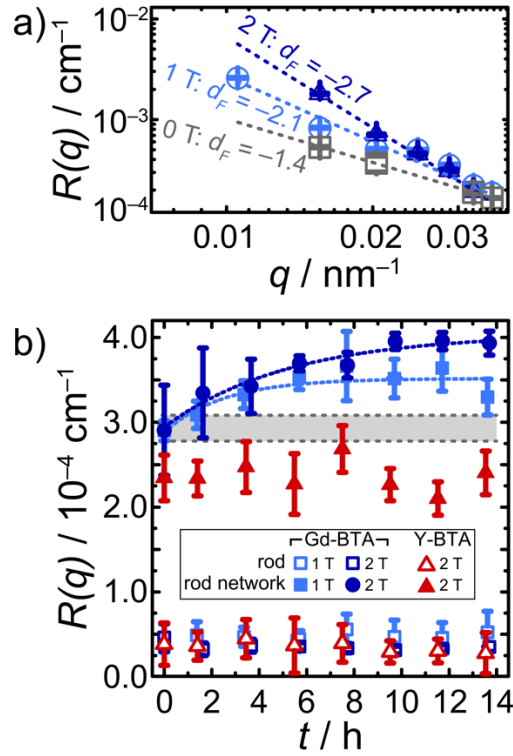 a)
10⁻²
10⁻³
10⁻⁴
R(q) / cm⁻¹
2 T: d_F = −2.7
1 T: d_F = −2.1
0 T: d_F = −1.4
0.01 0.02 0.03
q / nm⁻¹
b)
4.0
3.0
2.0
1.0
0.0
R(q) / 10⁻⁴ cm⁻¹
Gd-BTA Y-BTA
rod 1 T 2 T 2 T
rod network 1 T 2 T 2 T
0 2 4 6 8 10 12 14
t / h